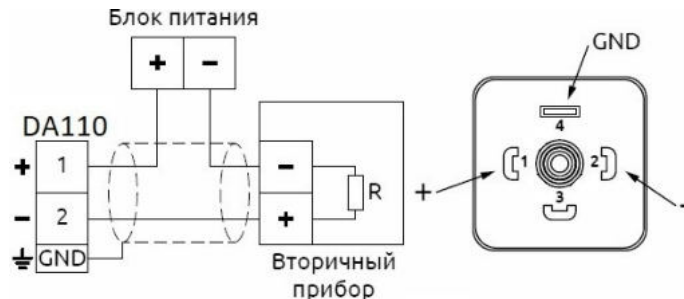 Блок питания
+ −
GND
DA110
+ 1
− 2
GND
−
+
R
Вторичный
прибор
4
1
2
3
+
-